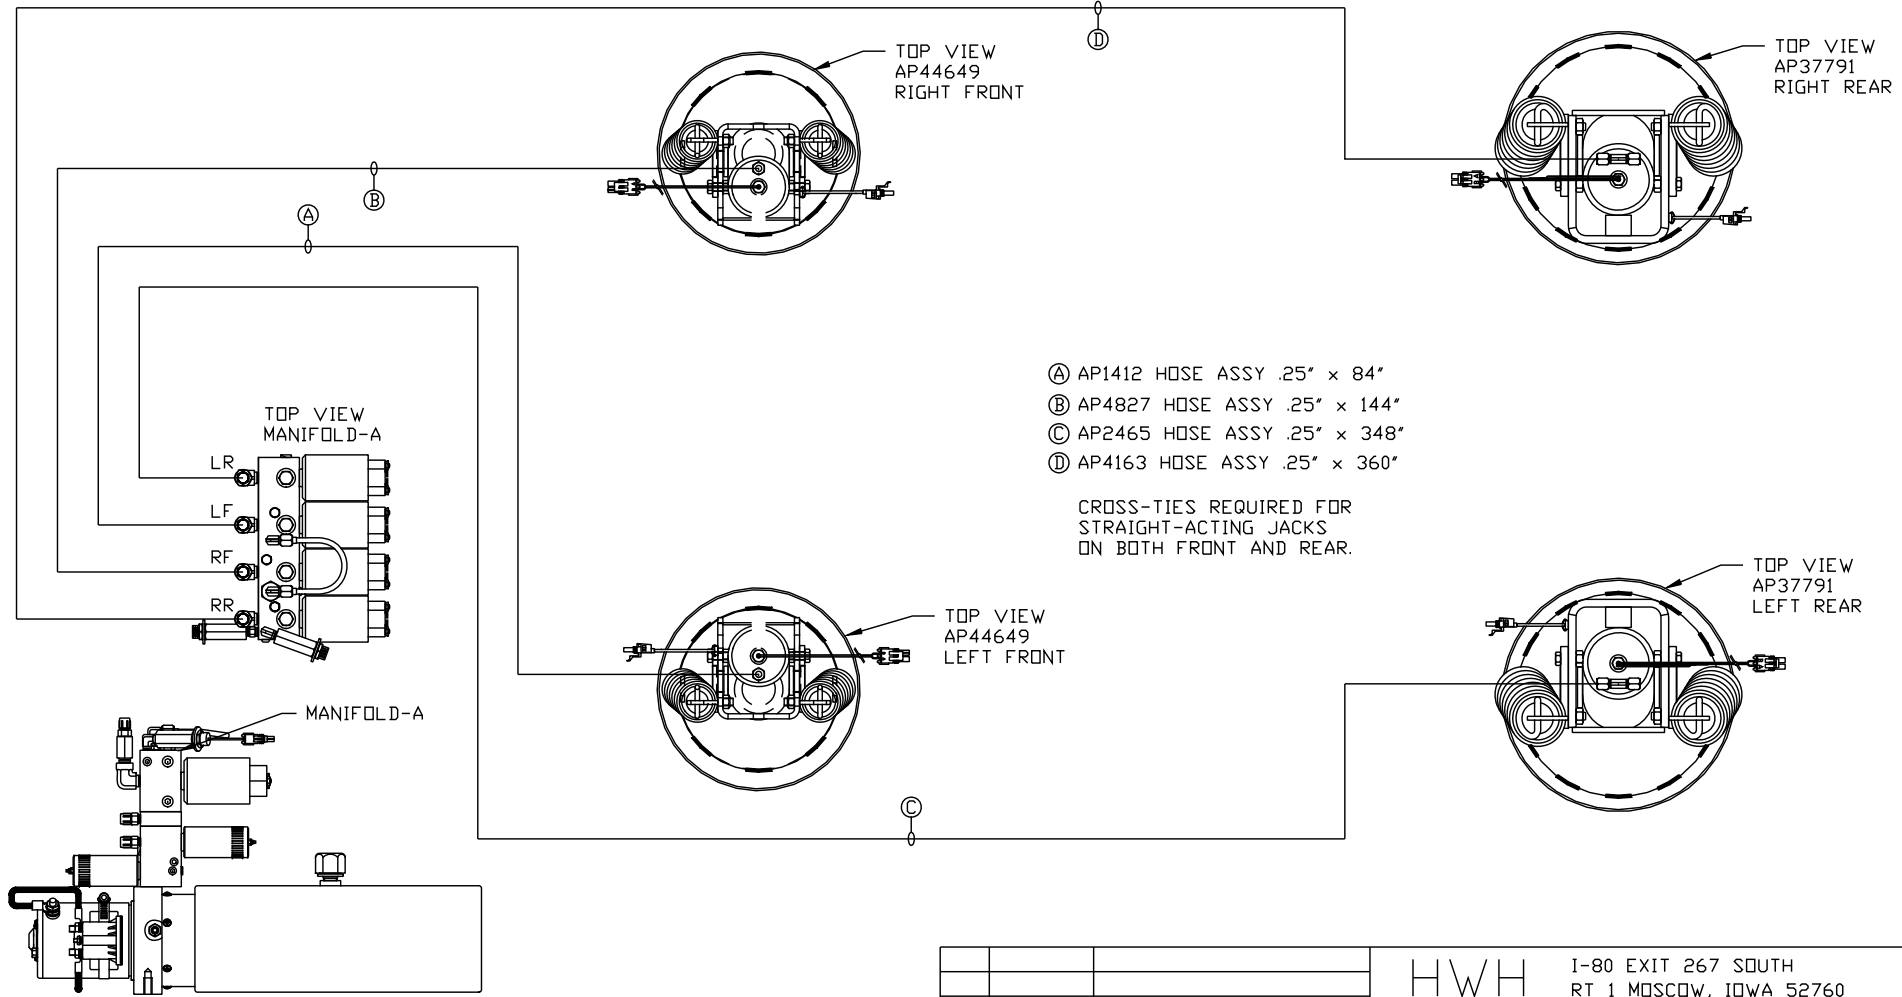 D
TOP VIEW
AP44649
RIGHT FRONT
TOP VIEW
AP37791
RIGHT REAR
B
A
A AP1412 HOSE ASSY .25" x 84"
B AP4827 HOSE ASSY .25" x 144"
C AP2465 HOSE ASSY .25" x 348"
D AP4163 HOSE ASSY .25" x 360"
CROSS-TIES REQUIRED FOR
STRAIGHT-ACTING JACKS
ON BOTH FRONT AND REAR.
TOP VIEW
MANIFOLD-A
LR
LF
RF
RR
TOP VIEW
AP44649
LEFT FRONT
TOP VIEW
AP37791
LEFT REAR
MANIFOLD-A
C
HWH
I-80 EXIT 267 SOUTH
RT 1 MOSCOW, IOWA 52760